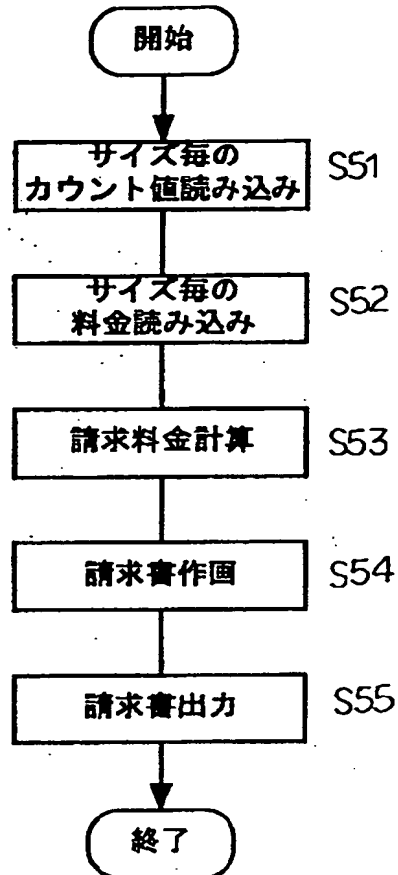 開始
サイズ毎の
カウント値読み込み
S51
サイズ毎の
料金読み込み
S52
請求料金計算
S53
請求書作画
S54
請求書出力
S55
終了